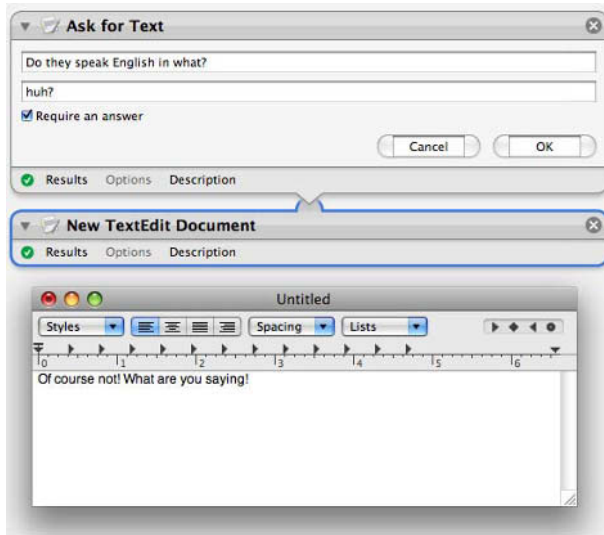 Ask for Text
Do they speak English in what?
huh?
Require an answer
Cancel OK
Results Options Description
New TextEdit Document
Results Options Description
Untitled
Styles Spacing Lists
0 1 2 3 4 5 6
Of course not! What are you saying!